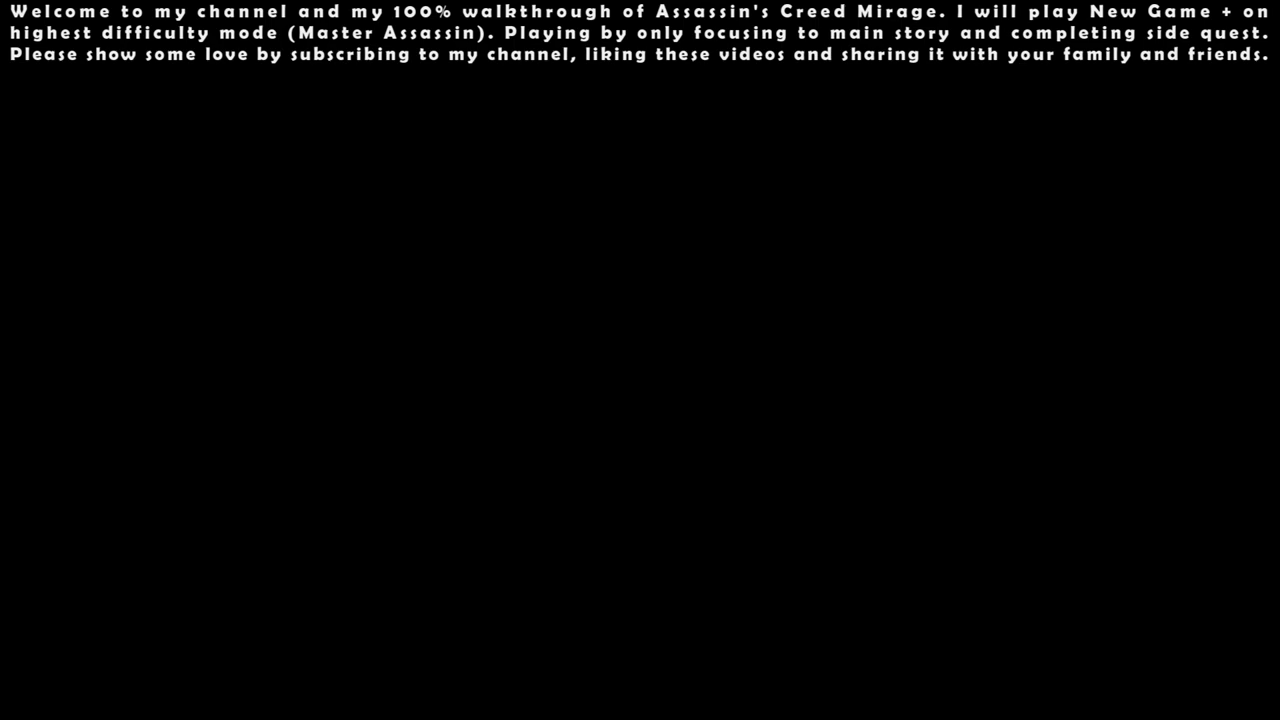 Welcome to my channel and my 100% walkthrough of Assassin's Creed Mirage. I will play New Game + on
highest difficulty mode (Master Assassin). Playing by only focusing to main story and completing side quest.
Please show some love by subscribing to my channel, liking these videos and sharing it with your family and friends.